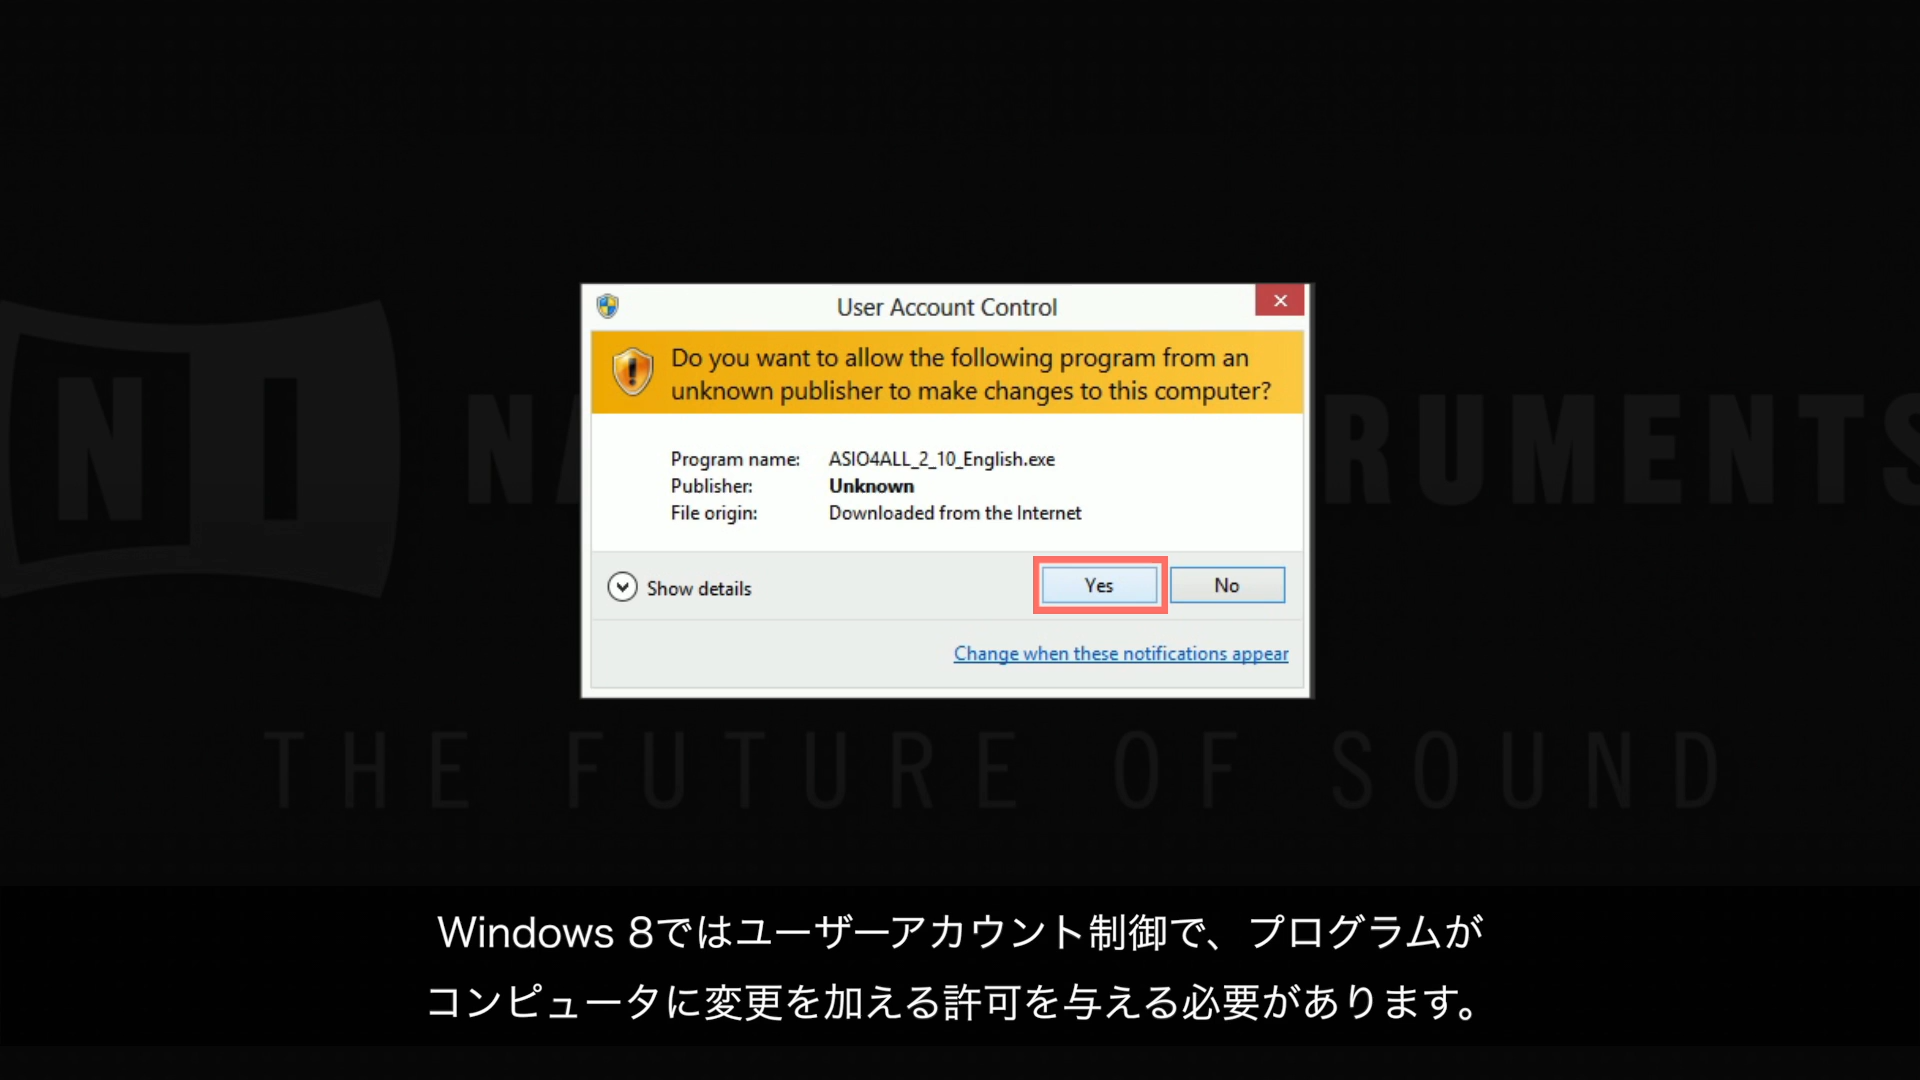 User Account Control
Do you want to allow the following program from an
unknown publisher to make changes to this computer?
Program name: ASIO4ALL_2_10_English.exe
Publisher: Unknown
File origin: Downloaded from the Internet
Show details
Yes
No
Change when these notifications appear
NI
NA RUMENTS
THE FUTURE OF SOUND
Windows 8ではユーザーアカウント制御で、プログラムが
コンピュータに変更を加える許可を与える必要があります。